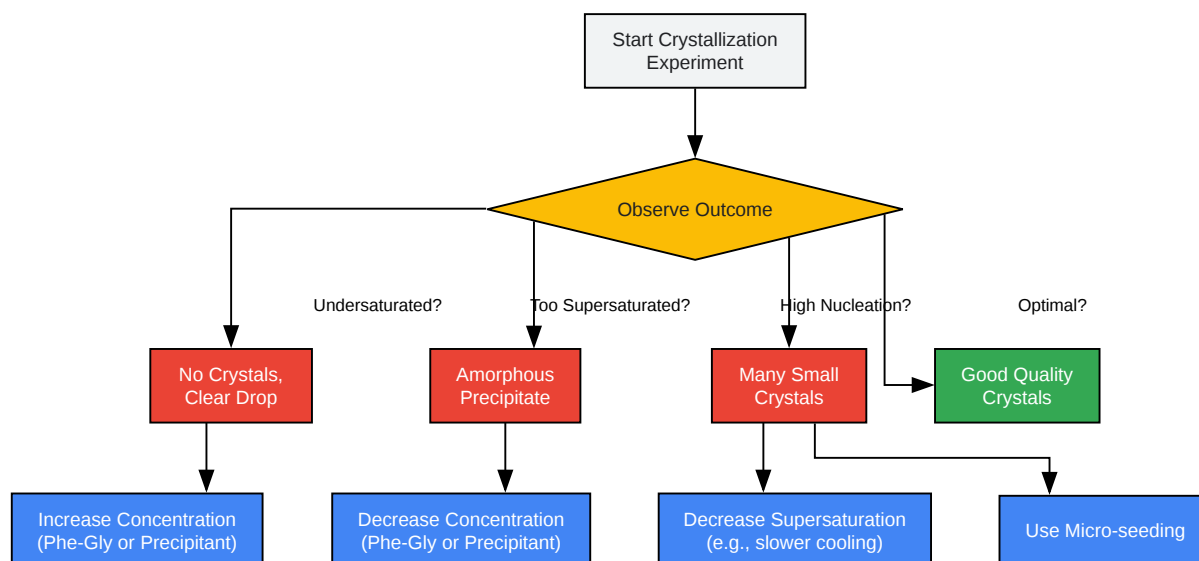 Start Crystallization
Experiment
Observe Outcome
Undersaturated?
Too Supersaturated?
High Nucleation?
Optimal?
No Crystals,
Clear Drop
Amorphous
Precipitate
Many Small
Crystals
Good Quality
Crystals
Increase Concentration
(Phe-Gly or Precipitant)
Decrease Concentration
(Phe-Gly or Precipitant)
Decrease Supersaturation
(e.g., slower cooling)
Use Micro-seeding